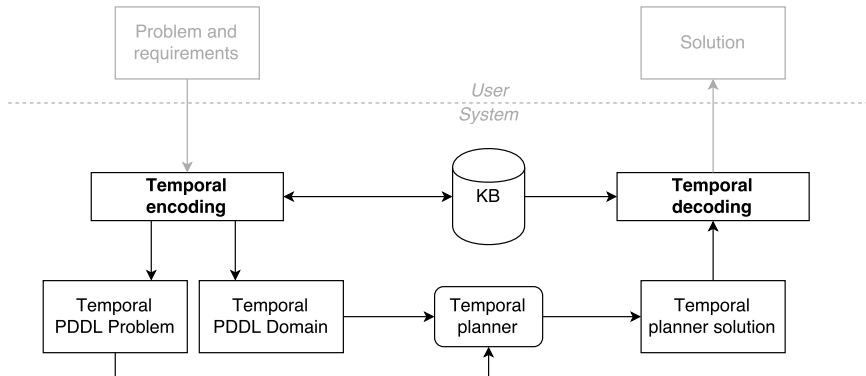 Problem and
requirements
Solution
User
System
Temporal
encoding
KB
Temporal
decoding
Temporal
PDDL Problem
Temporal
PDDL Domain
Temporal
planner
Temporal
planner solution